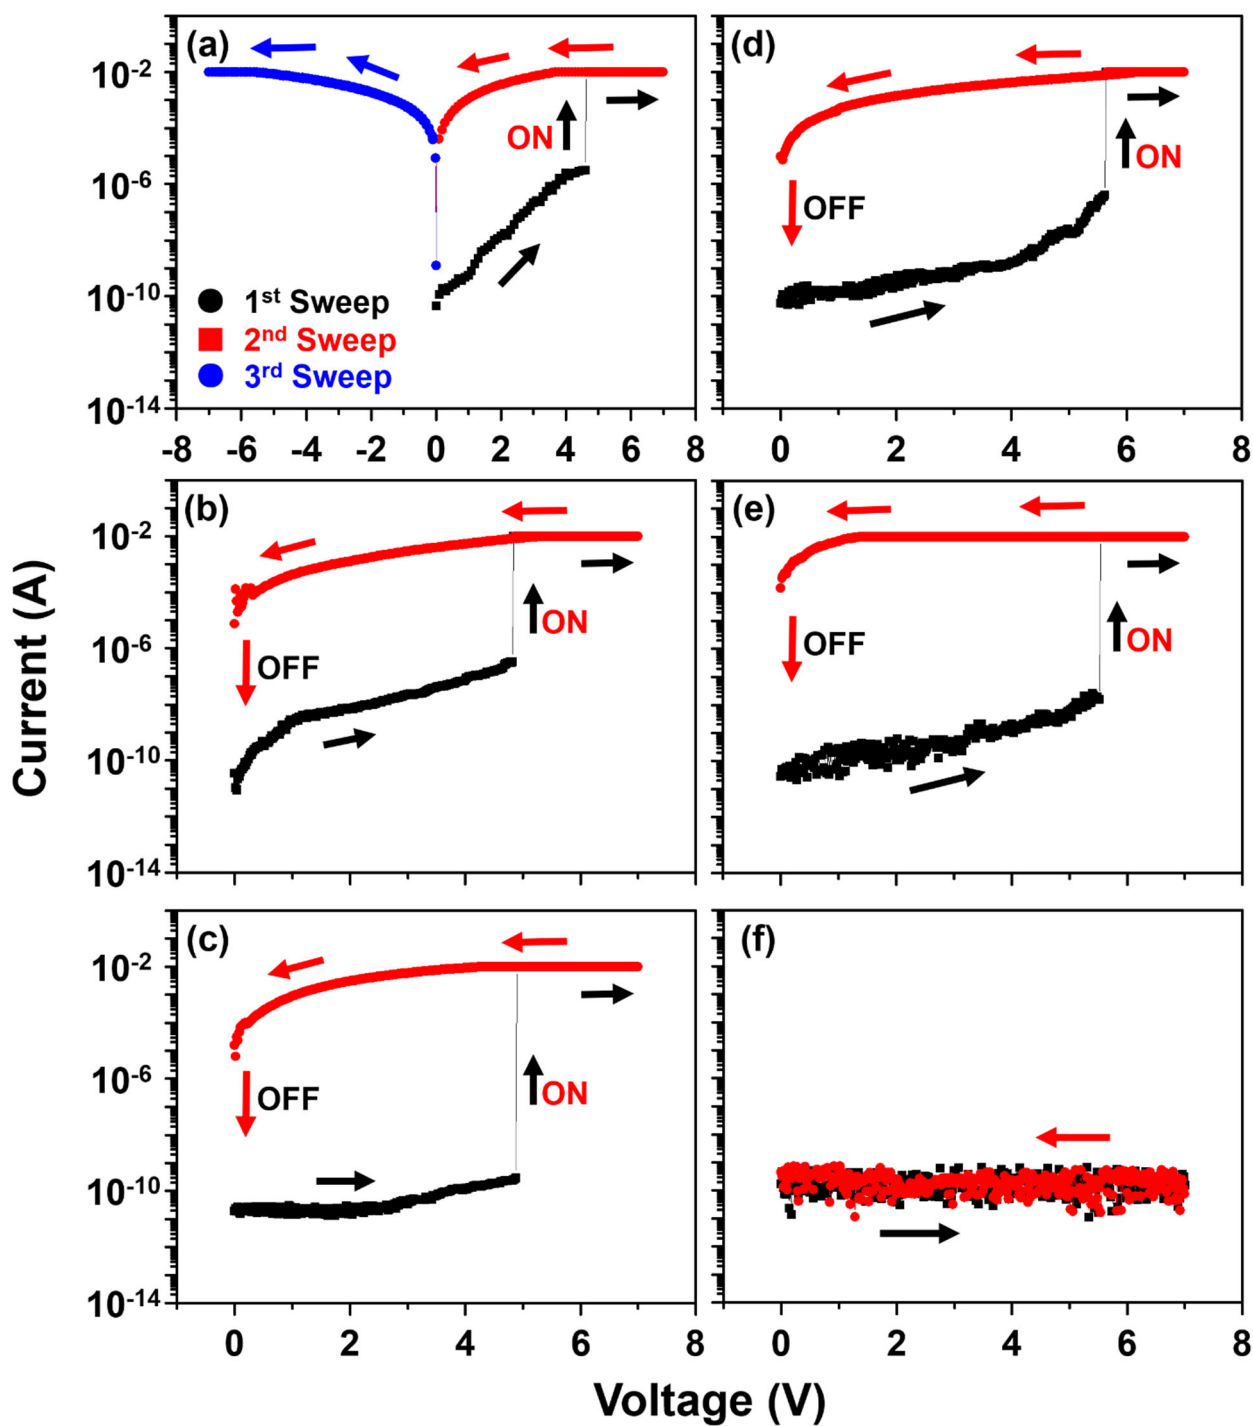 (a)
10⁻²
10⁻⁶
10⁻¹⁰
10⁻¹⁴
ON
1ˢᵗ Sweep
2ⁿᵈ Sweep
3ʳᵈ Sweep
-8 -6 -4 -2 0 2 4 6 8
(d)
ON
OFF
0 2 4 6 8
(b)
10⁻²
10⁻⁶
10⁻¹⁰
10⁻¹⁴
ON
OFF
(e)
ON
OFF
(c)
10⁻²
10⁻⁶
10⁻¹⁰
10⁻¹⁴
OFF
ON
0 2 4 6 8
(f)
0 2 4 6 8
Current (A)
Voltage (V)